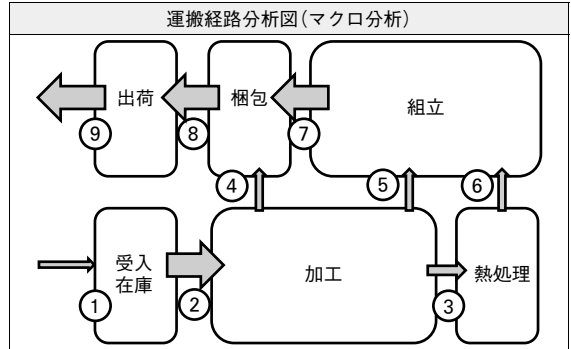 運搬経路分析図(マクロ分析)
出荷
梱包
組立
⑨
⑧
⑦
④
⑤
⑥
受入
在庫
加工
熱処理
①
②
③